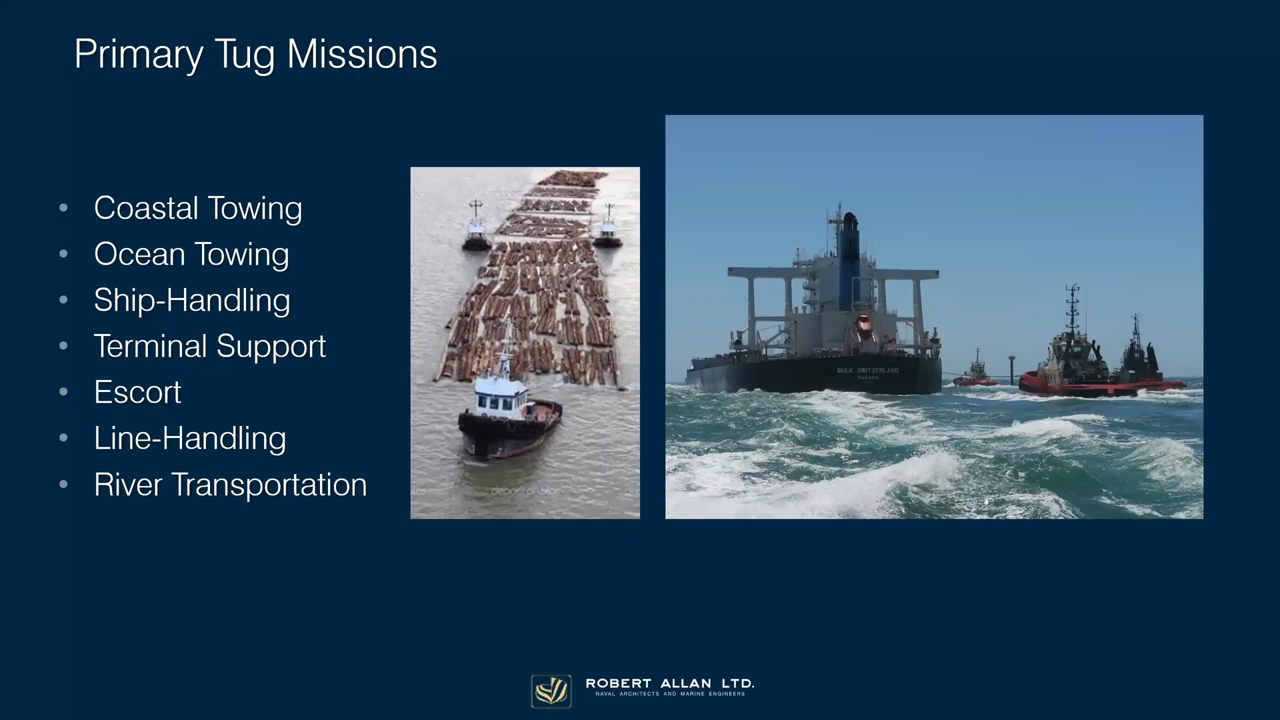 Primary Tug Missions
• Coastal Towing
• Ocean Towing
• Ship-Handling
• Terminal Support
• Escort
• Line-Handling
• River Transportation
BULK SWITZERLAND
PANAMA
ROBERT ALLAN LTD.
NAVAL ARCHITECTS AND MARINE ENGINEERS